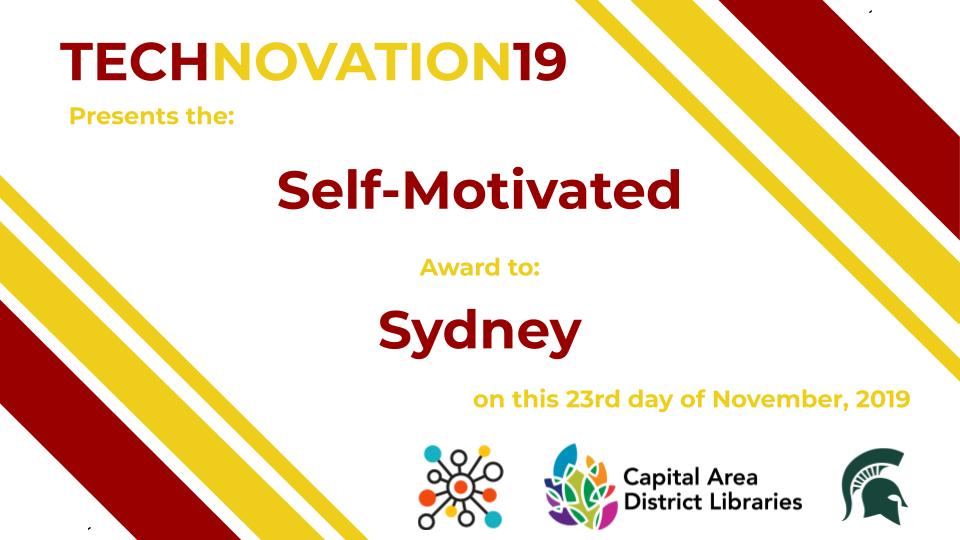 TECHNOVATION19
Presents the:
Self-Motivated
Award to:
Sydney
on this 23rd day of November, 2019
Capital Area
District Libraries